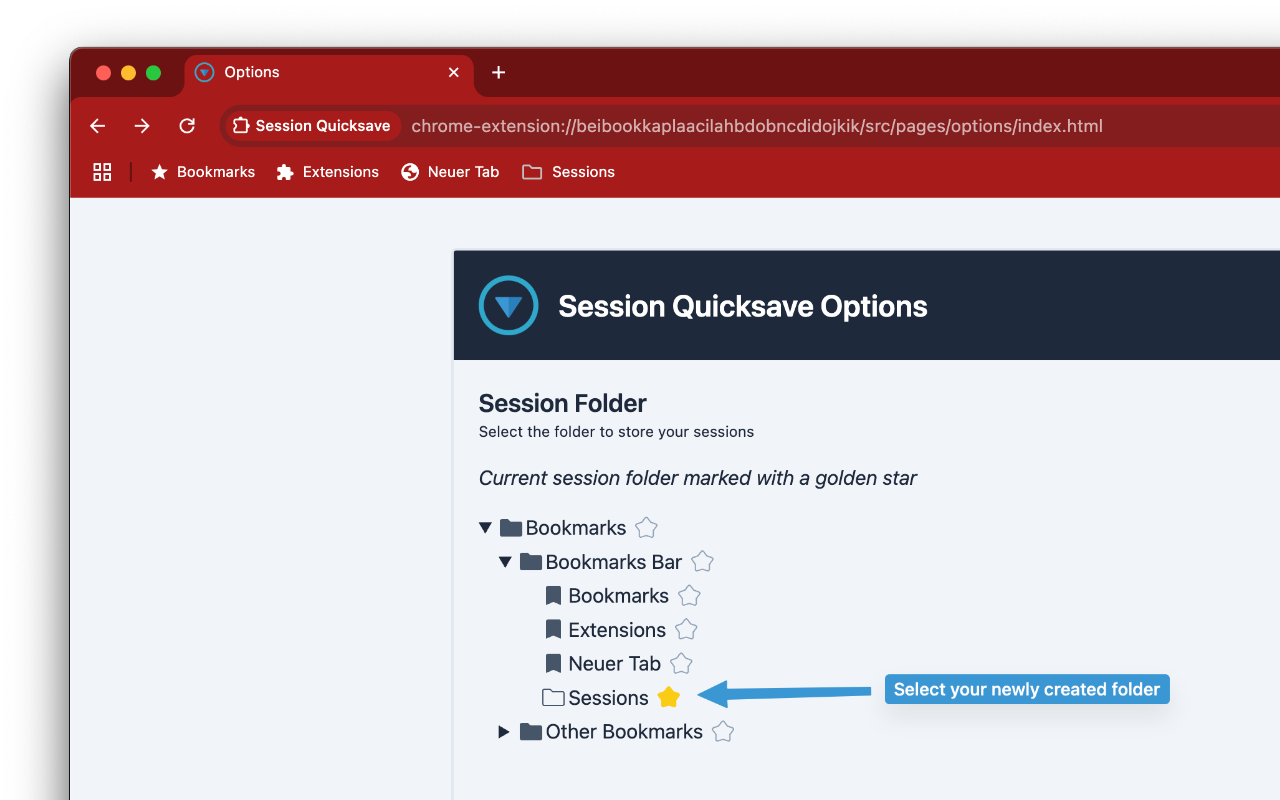 Options
Session Quicksave chrome-extension://beibookkaplaacilahbdobncdidojkik/src/pages/options/index.html
Bookmarks Extensions Neuer Tab Sessions
Session Quicksave Options
Session Folder
Select the folder to store your sessions
Current session folder marked with a golden star
Bookmarks
Bookmarks Bar
Bookmarks
Extensions
Neuer Tab
Sessions
Select your newly created folder
Other Bookmarks